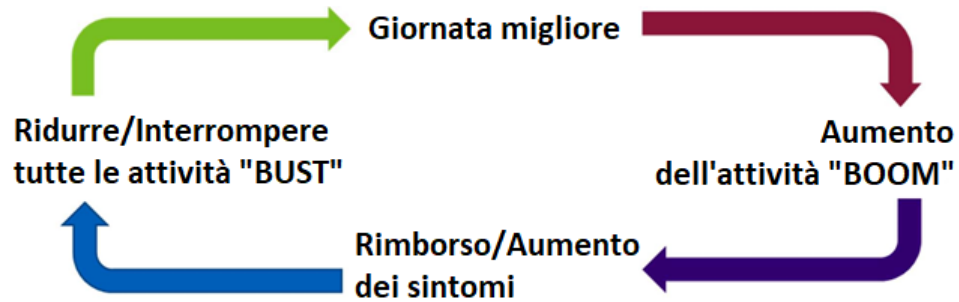 Giornata migliore
Aumento
dell'attività "BOOM"
Rimborso/Aumento
dei sintomi
Ridurre/Interrompere
tutte le attività "BUST"